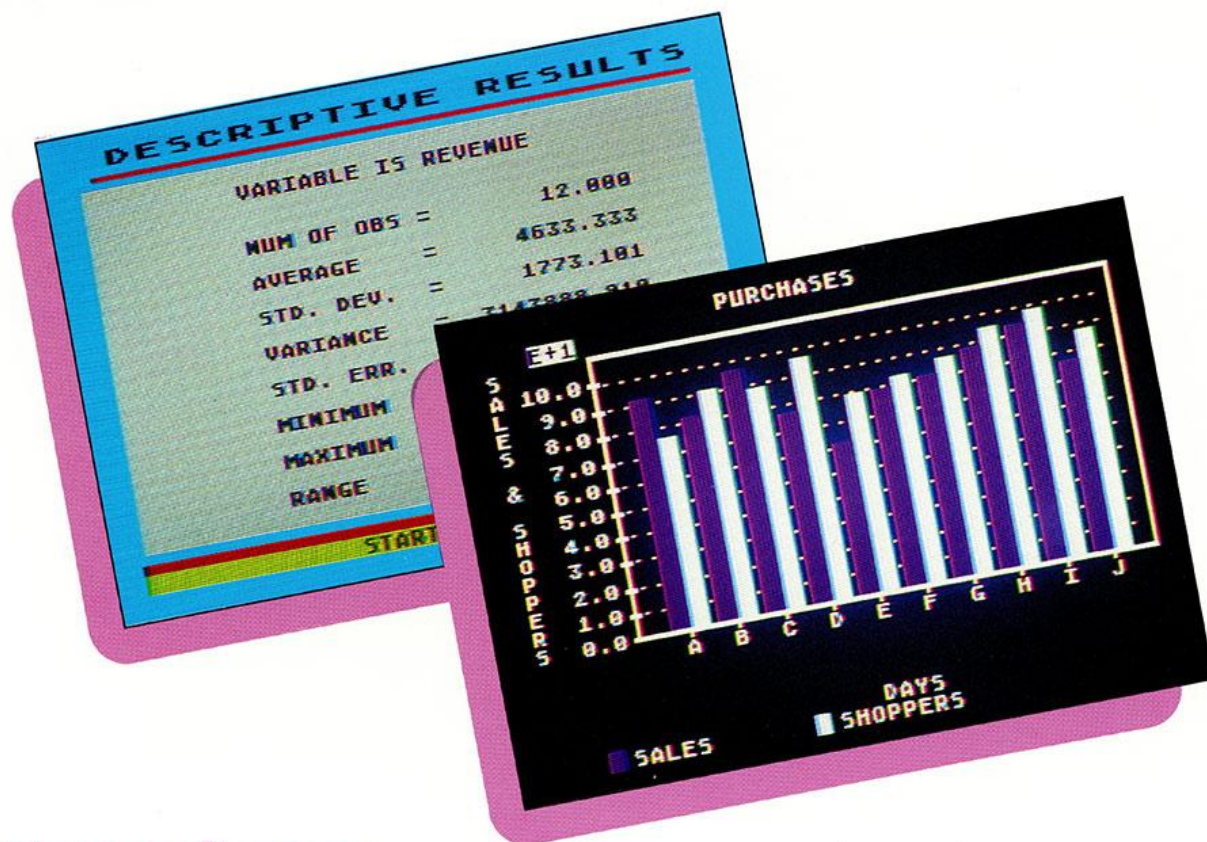 DESCRIPTIVE RESULTS
VARIABLE IS REVENUE
NUM OF OBS = 12.000
AVERAGE = 4633.333
STD. DEV. = 1773.101
VARIANCE =
STD. ERR.
MINIMUM
MAXIMUM
RANGE
START
PURCHASES
E+1
SALES & SHOPPERS
10.0
9.0
8.0
7.0
6.0
5.0
4.0
3.0
2.0
1.0
0.0
A B C D E F G H I J
DAYS
SALES SHOPPERS